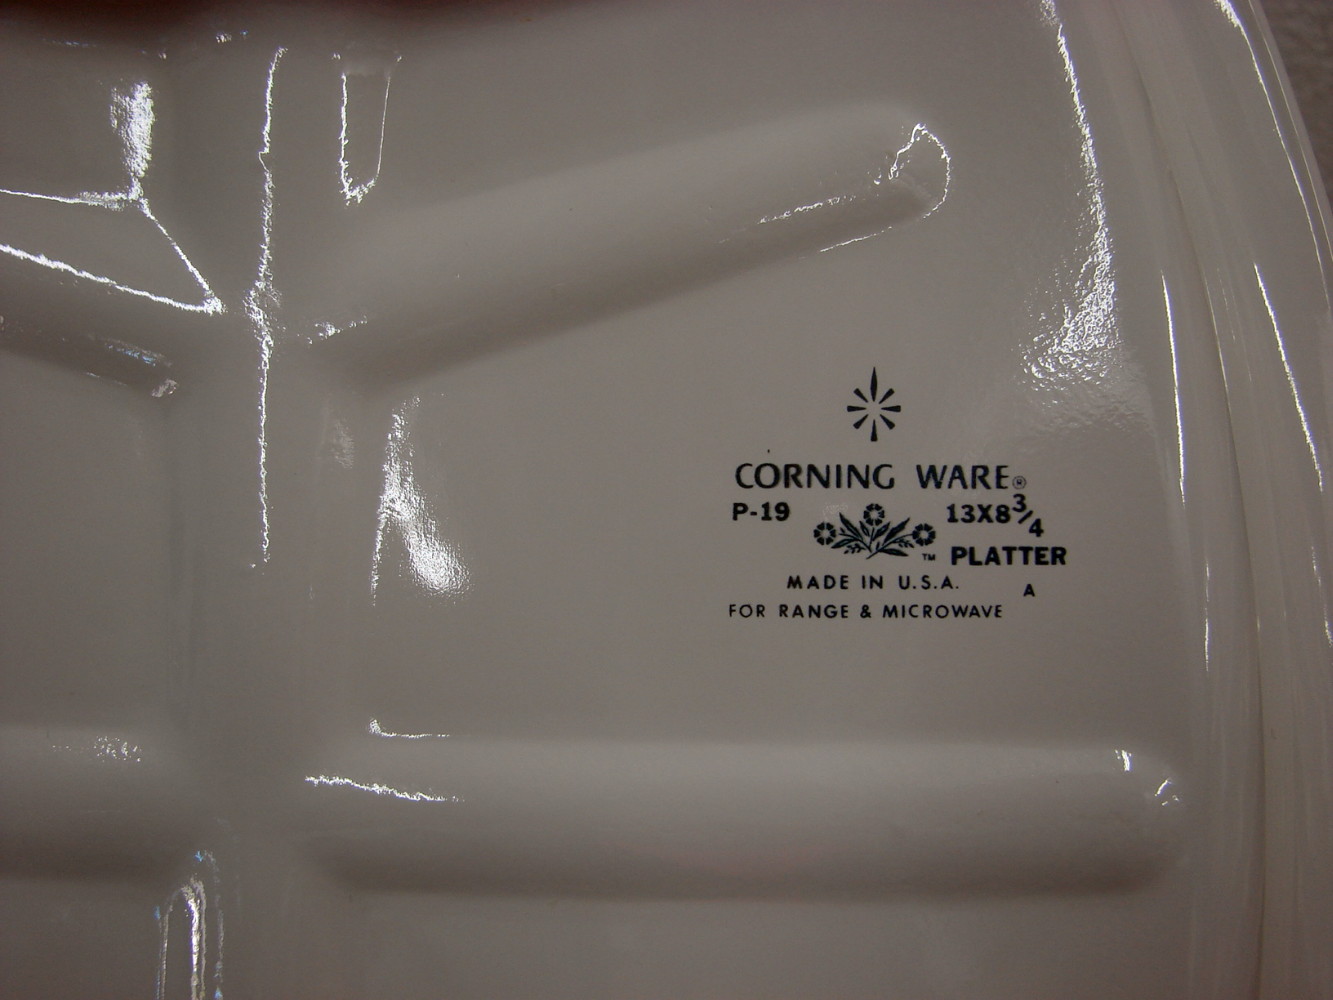 CORNING WARE®
P-19 13X8 3/4
™ PLATTER
MADE IN U.S.A. A
FOR RANGE & MICROWAVE